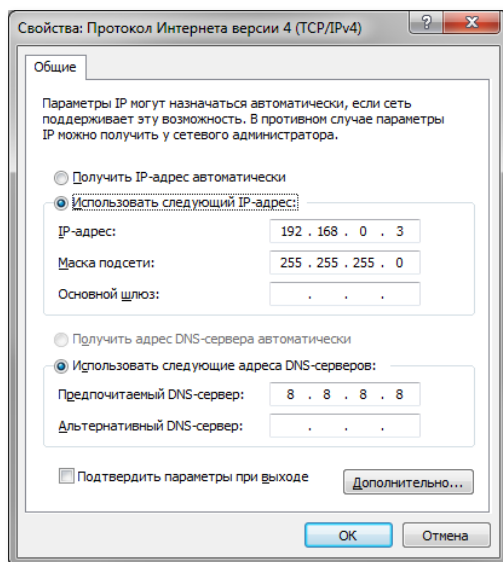 Свойства: Протокол Интернета версии 4 (TCP/IPv4)
Общие
Параметры IP могут назначаться автоматически, если сеть
поддерживает эту возможность. В противном случае параметры
IP можно получить у сетевого администратора.
Получить IP-адрес автоматически
Использовать следующий IP-адрес:
IP-адрес: 192 . 168 . 0 . 3
Маска подсети: 255 . 255 . 255 . 0
Основной шлюз: . . .
Получить адрес DNS-сервера автоматически
Использовать следующие адреса DNS-серверов:
Предпочитаемый DNS-сервер: 8 . 8 . 8 . 8
Альтернативный DNS-сервер: . . .
Подтвердить параметры при выходе
Дополнительно...
ОК Отмена